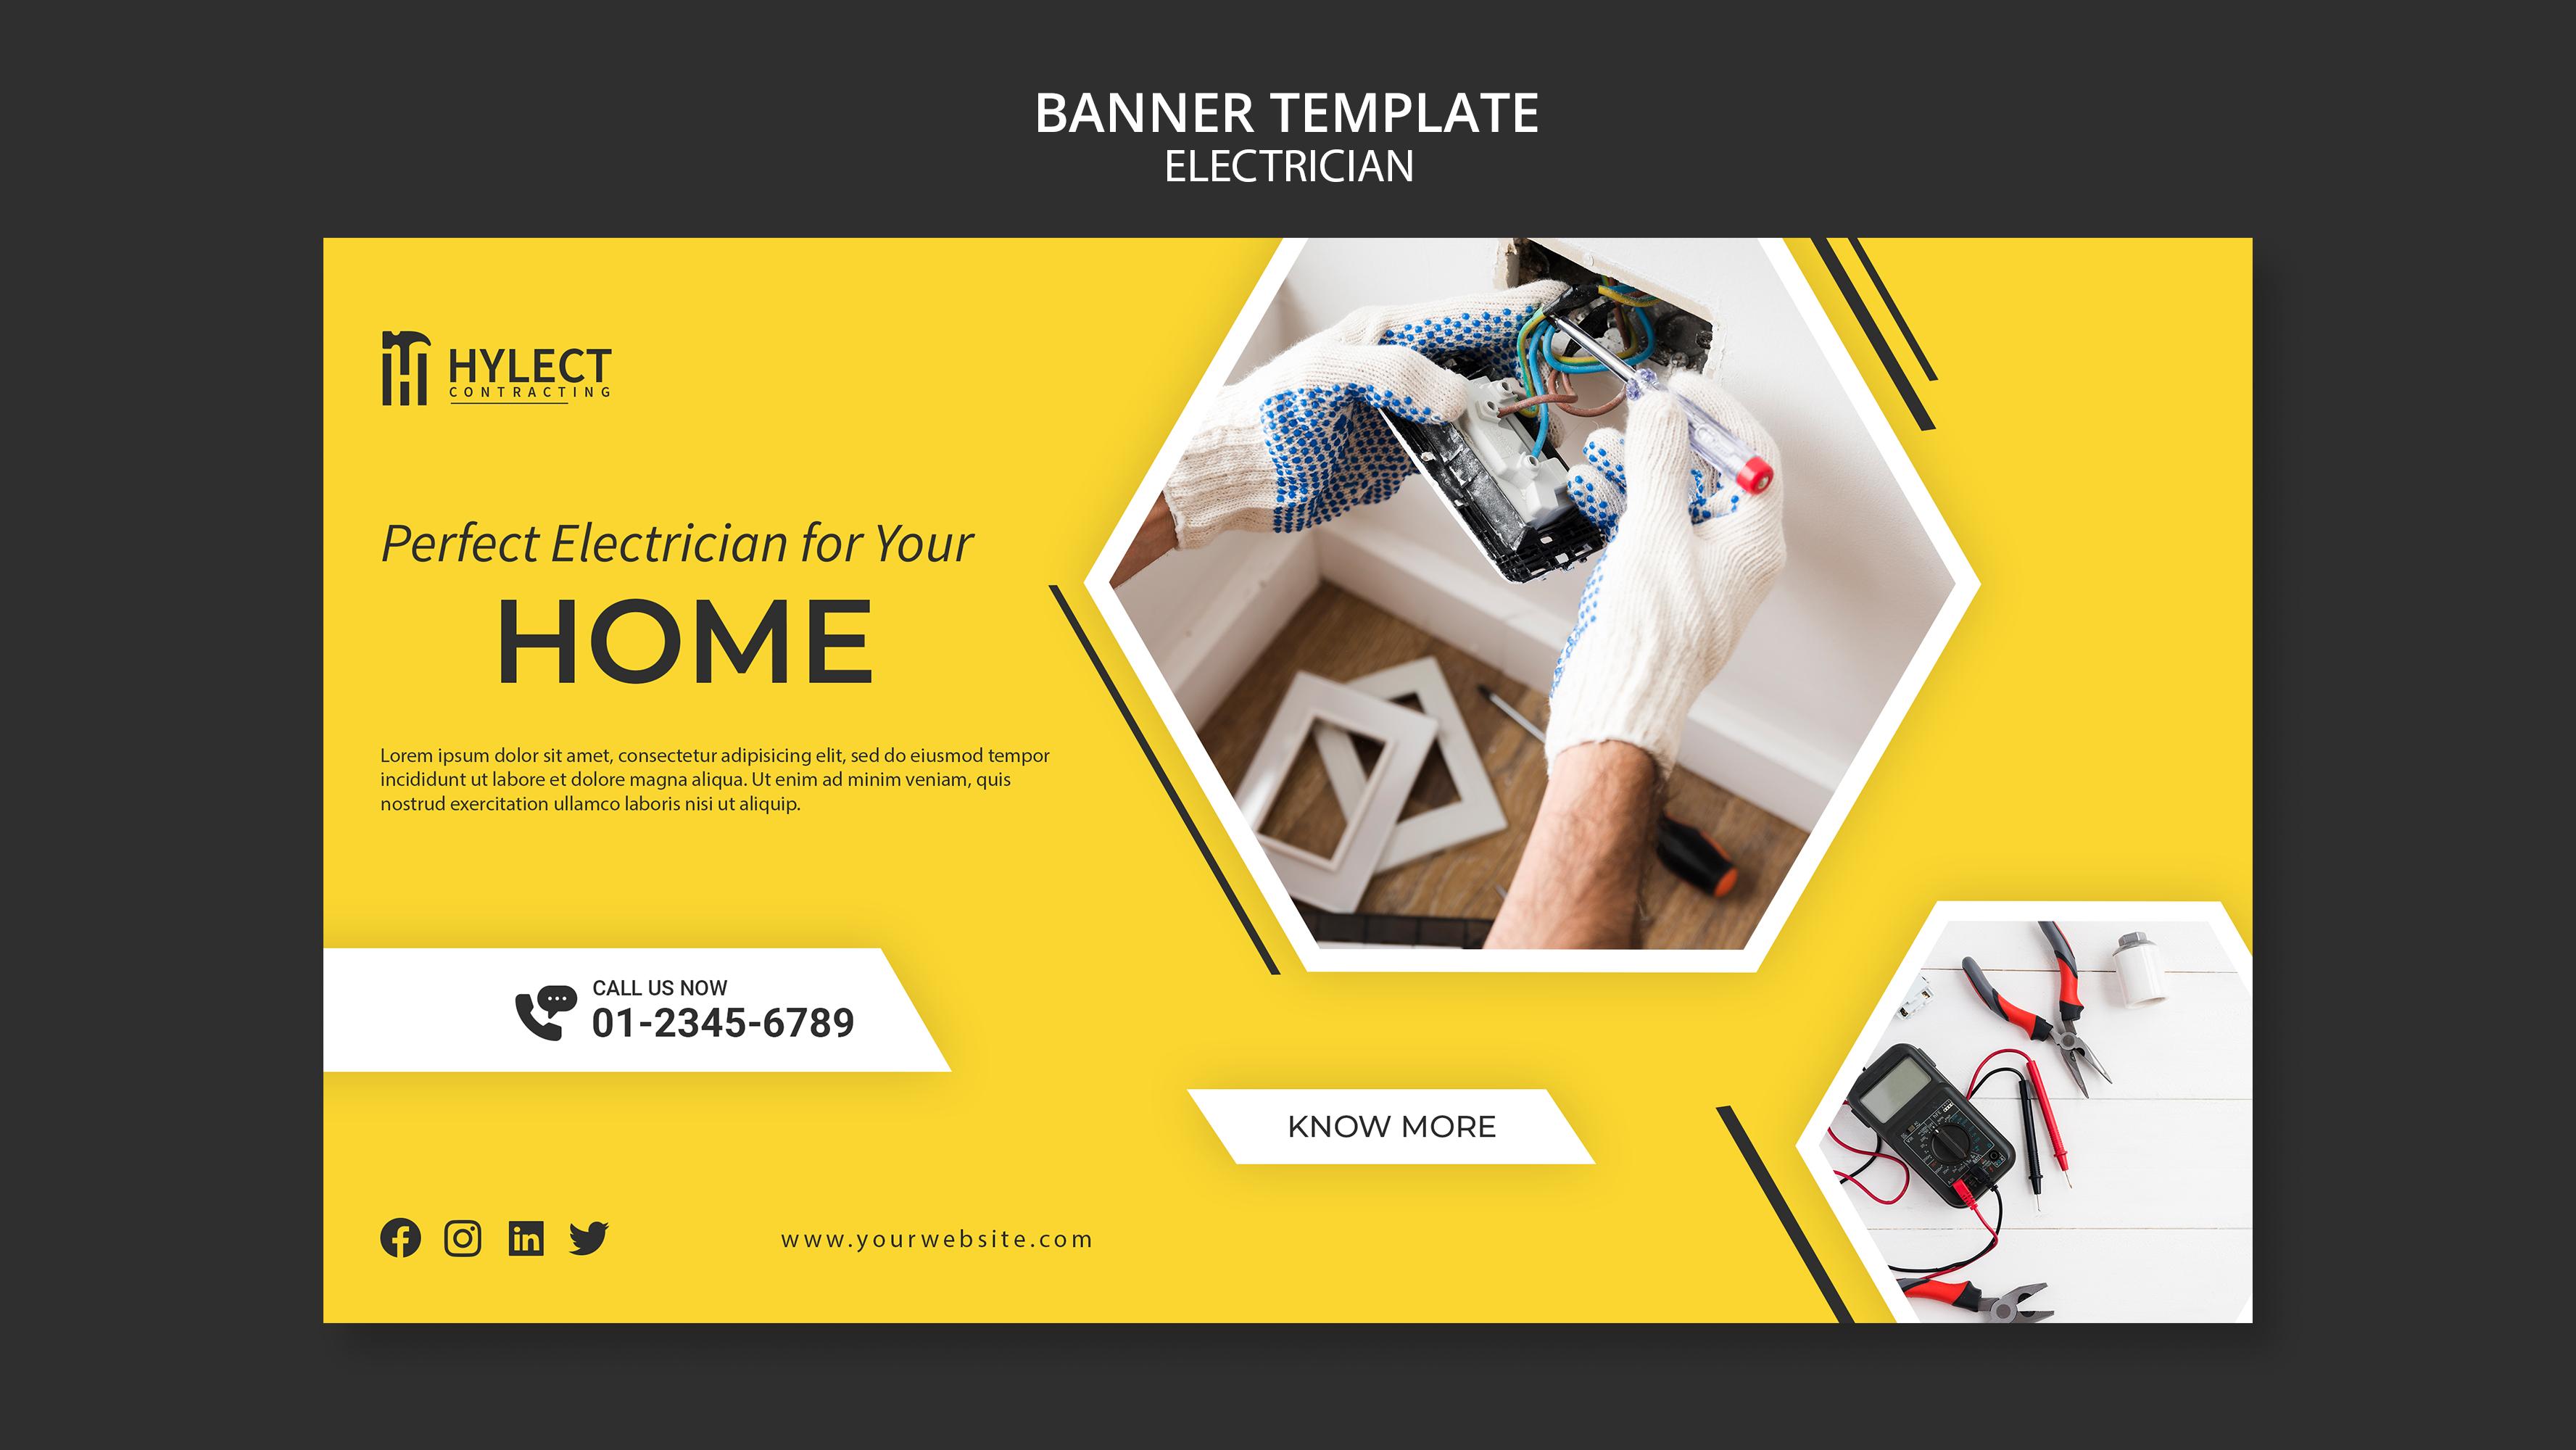 BANNER TEMPLATE
ELECTRICIAN
HYLECT
CONTRACTING
Perfect Electrician for Your
HOME
Lorem ipsum dolor sit amet, consectetur adipisicing elit, sed do eiusmod tempor
incididunt ut labore et dolore magna aliqua. Ut enim ad minim veniam, quis
nostrud exercitation ullamco laboris nisi ut aliquip.
CALL US NOW
01-2345-6789
KNOW MORE
www.yourwebsite.com